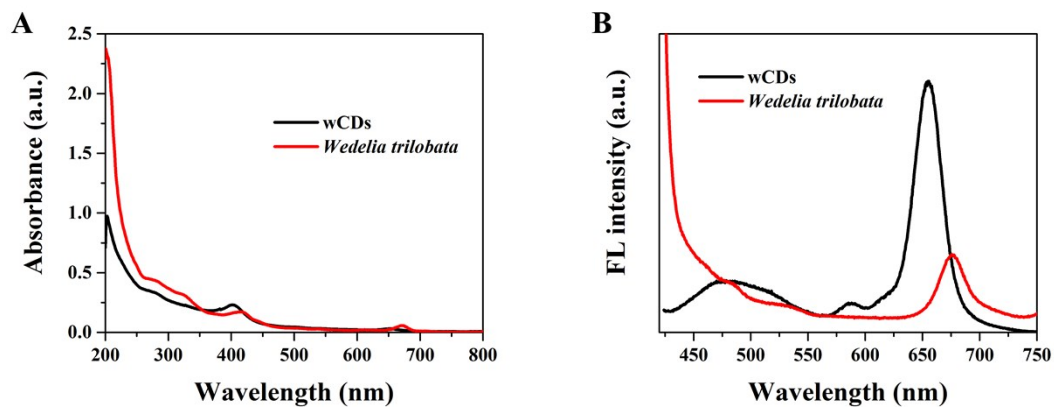 A
2.5
2.0
1.5
1.0
0.5
0.0
Absorbance (a.u.)
wCDs
Wedelia trilobata
200 300 400 500 600 700 800
Wavelength (nm)
B
FL intensity (a.u.)
wCDs
Wedelia trilobata
450 500 550 600 650 700 750
Wavelength (nm)